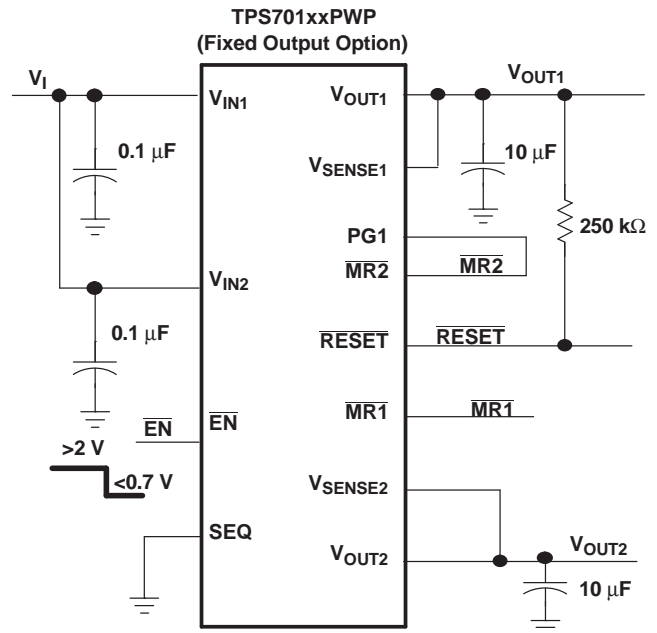 TPS701xxPWP
(Fixed Output Option)
VI
VIN1
VOUT1
VOUT1
0.1 μF
VSENSE1
10 μF
250 kΩ
PG1
MR2
MR2
VIN2
0.1 μF
RESET
RESET
MR1
MR1
EN
EN
>2 V
<0.7 V
VSENSE2
SEQ
VOUT2
VOUT2
10 μF